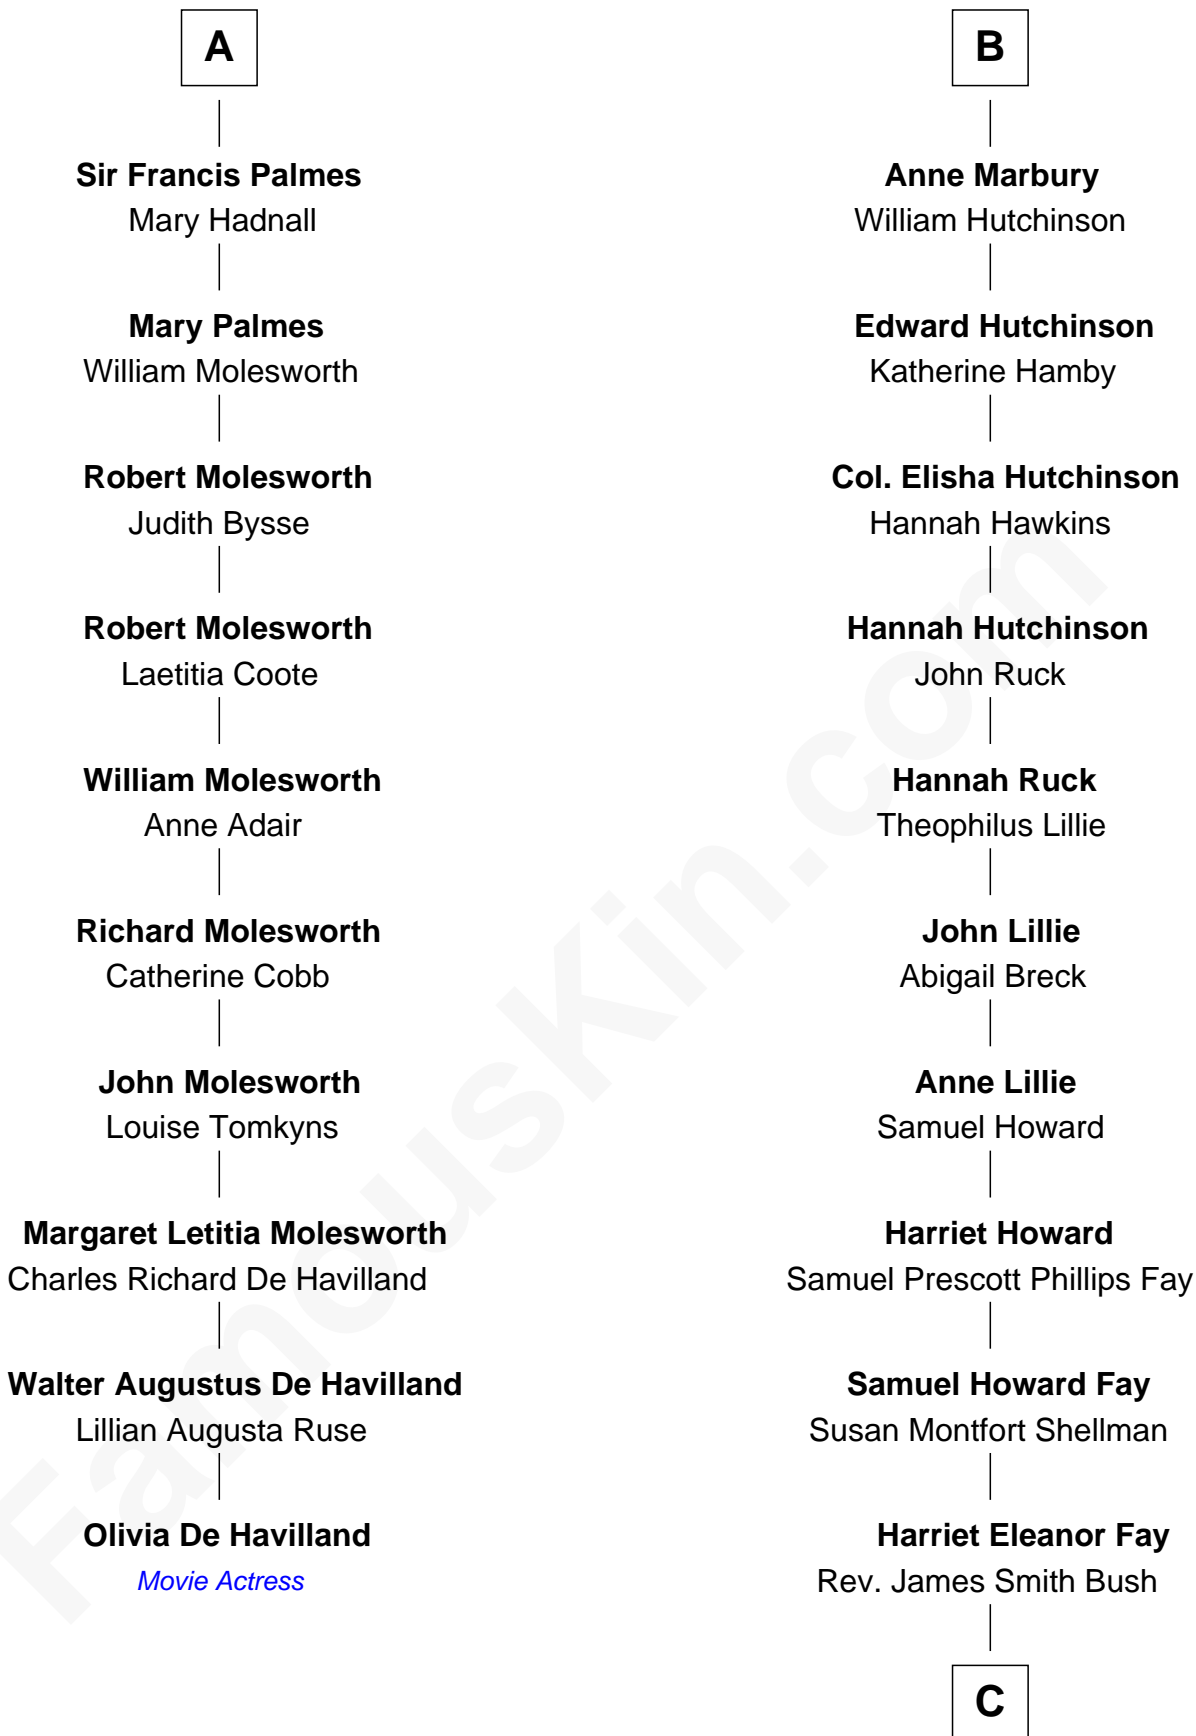 A
Sir Francis Palmes
Mary Hadnall
Mary Palmes
William Molesworth
Robert Molesworth
Judith Bysse
Robert Molesworth
Laetitia Coote
William Molesworth
Anne Adair
Richard Molesworth
Catherine Cobb
John Molesworth
Louise Tomkyns
Margaret Letitia Molesworth
Charles Richard De Havilland
Walter Augustus De Havilland
Lillian Augusta Ruse
Olivia De Havilland
Movie Actress
B
Anne Marbury
William Hutchinson
Edward Hutchinson
Katherine Hamby
Col. Elisha Hutchinson
Hannah Hawkins
Hannah Hutchinson
John Ruck
Hannah Ruck
Theophilus Lillie
John Lillie
Abigail Breck
Anne Lillie
Samuel Howard
Harriet Howard
Samuel Prescott Phillips Fay
Samuel Howard Fay
Susan Montfort Shellman
Harriet Eleanor Fay
Rev. James Smith Bush
C
FamousKin.com